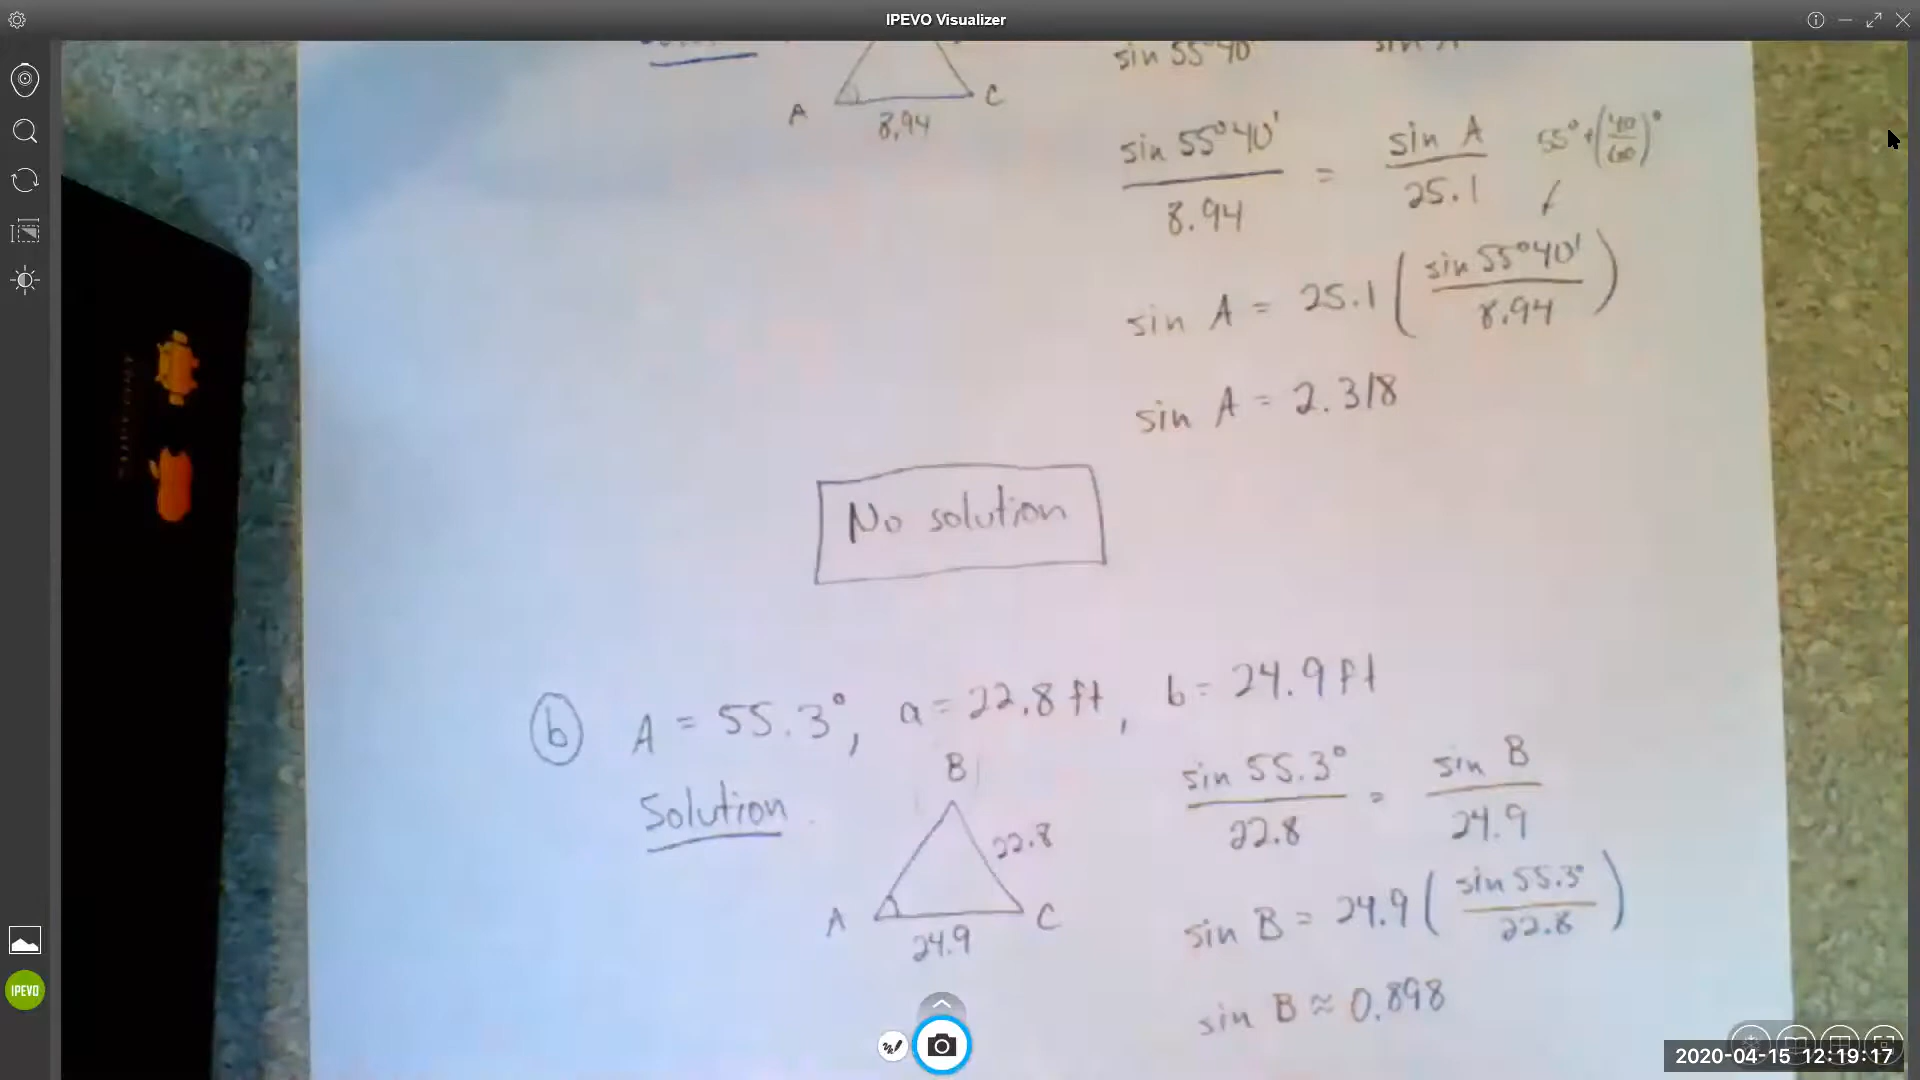 IPEVO Visualizer
sin 55°40'
A
C
8.94
sin 55°40' / 8.94 = sin A / 25.1
55° + (40/60)°
sin A = 25.1 ( sin 55°40' / 8.94 )
sin A = 2.318
No solution
(b) A = 55.3°, a = 22.8 ft, b = 24.9 ft
Solution
B
22.8
A
C
24.9
sin 55.3° / 22.8 = sin B / 24.9
sin B = 24.9 ( sin 55.3° / 22.8 )
sin B ≈ 0.898
IPEVO
2020-04-15 12:19:17